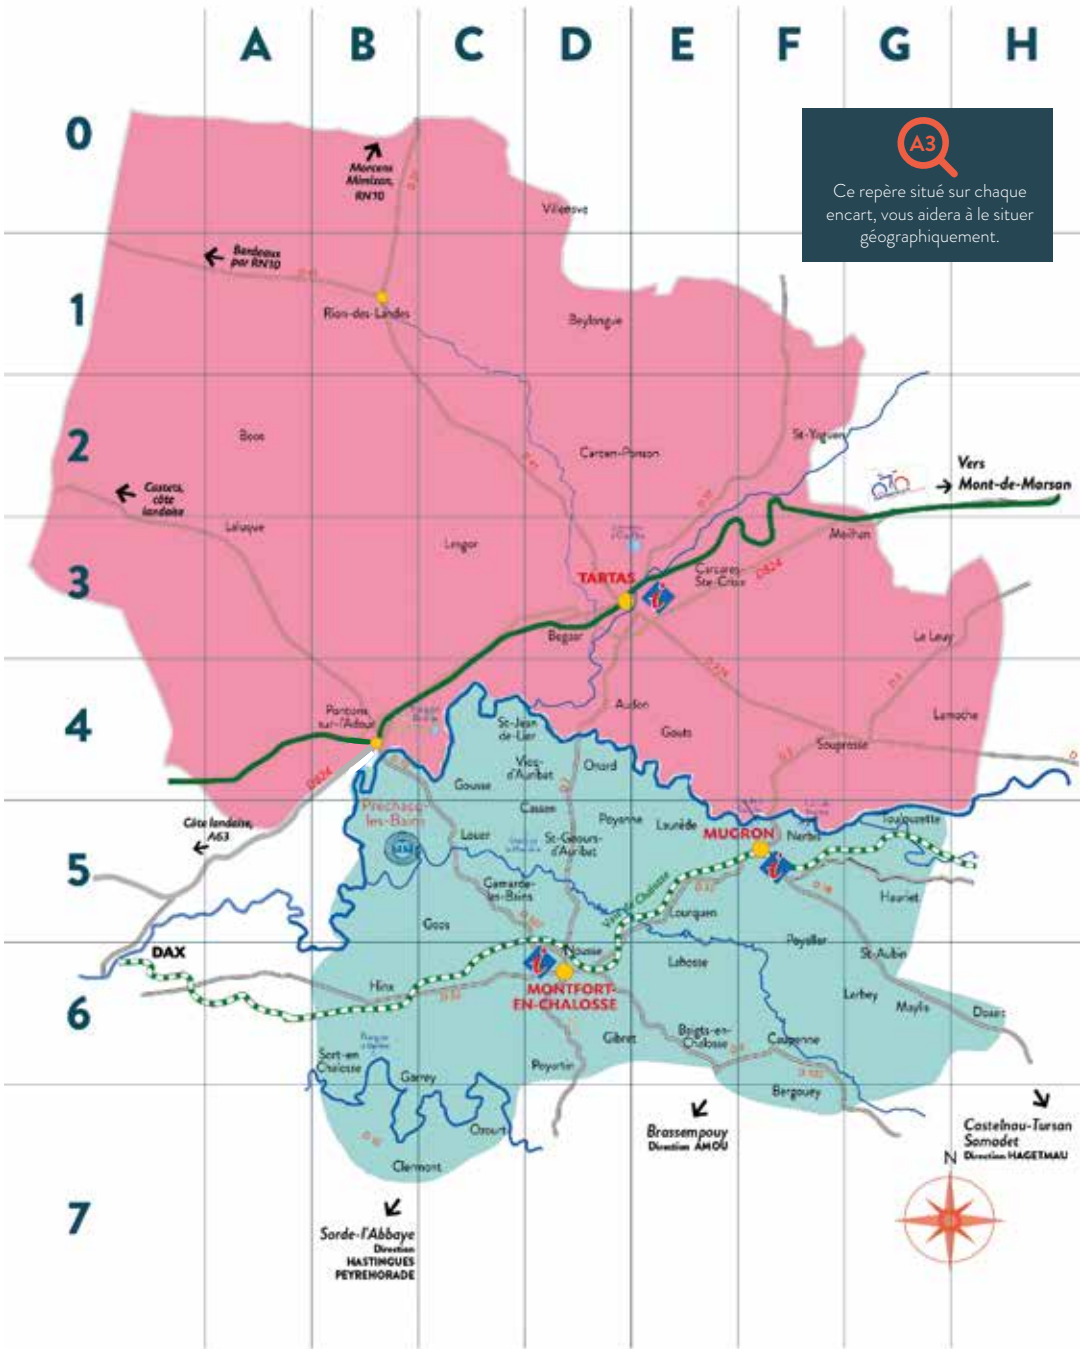 A B C D E F G H
0
A3
Ce repère situé sur chaque
encart, vous aidera à le situer
géographiquement.
Morcenx
Mimizan,
RN10
Villenave
Bordeaux
par RN10
1
Rion-des-Landes
Beylongue
2
Boos
Carcen-Ponson
St-Yaguen
Vers
Mont-de-Marsan
Castets,
côte
landaise
Laluque
Lesgor
Meilhan
3
TARTAS
Carcarès
Ste-Croix
D824
Begaar
Le Leuy
4
Pontonx
sur-l'Adour
Audon
Gouts
Lamothe
Souprosse
St-Jean
de-Lier
Vicq-
d'Auribat
Onard
Gousse
Cassen
D824
Préchacq-
les-Bains
Côte landaise,
A63
Poyanne
Laurède
MUGRON
Nerbis
Toulouzette
5
Louer
St-Geours-
d'Auribat
Gamarde-
les-Bains
Voie de Chalosse
Hauriet
Goos
Lourquen
Poyaller
St-Aubin
DAX
Nousse
Lahosse
Hinx
MONTFORT-
EN-CHALOSSE
Lorbey
Maylis
Doazit
6
Gibret
Baigts-en-
Chalosse
Caupenne
Sort-en
Chalosse
Garrey
Poyartin
Bergouey
Ozourt
Clermont
Brassempouy
Direction AMOU
Castelnau-Tursan
Samadet
Direction HAGETMAU
N
7
Sorde-l'Abbaye
Direction
HASTINGUES
PEYREHORADE